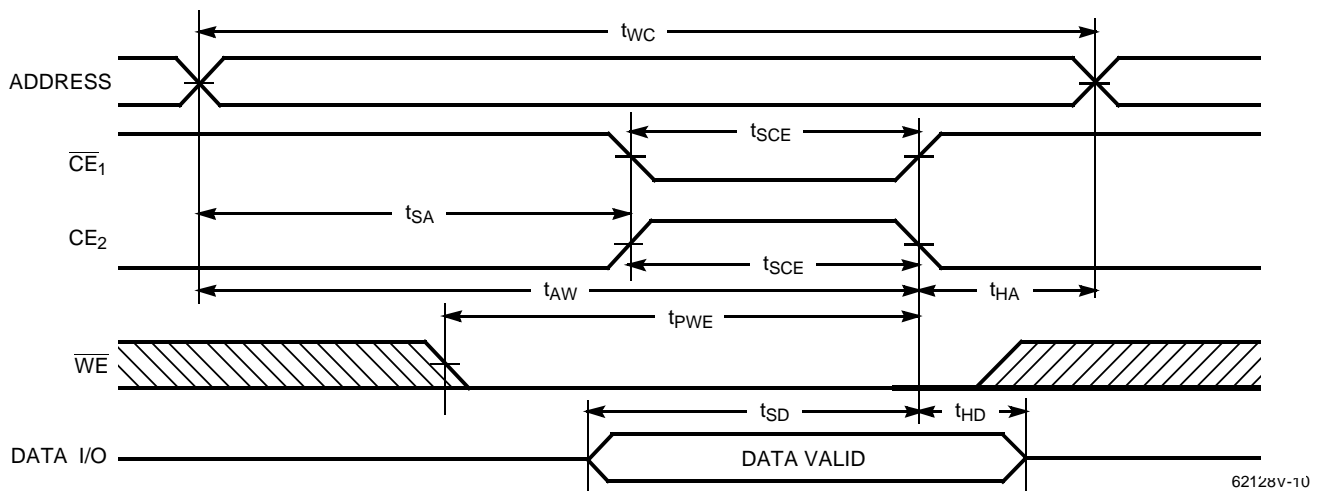 tWC
ADDRESS
tSCE
CE1
tSA
CE2
tSCE
tAW
tHA
tPWE
WE
tSD
tHD
DATA I/O
DATA VALID
62128V-10